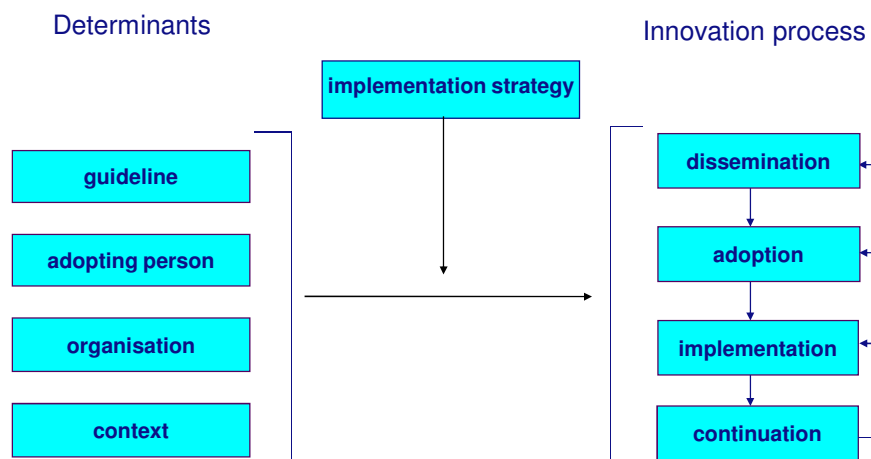 Determinants
Innovation process
implementation strategy
guideline
adopting person
organisation
context
dissemination
adoption
implementation
continuation